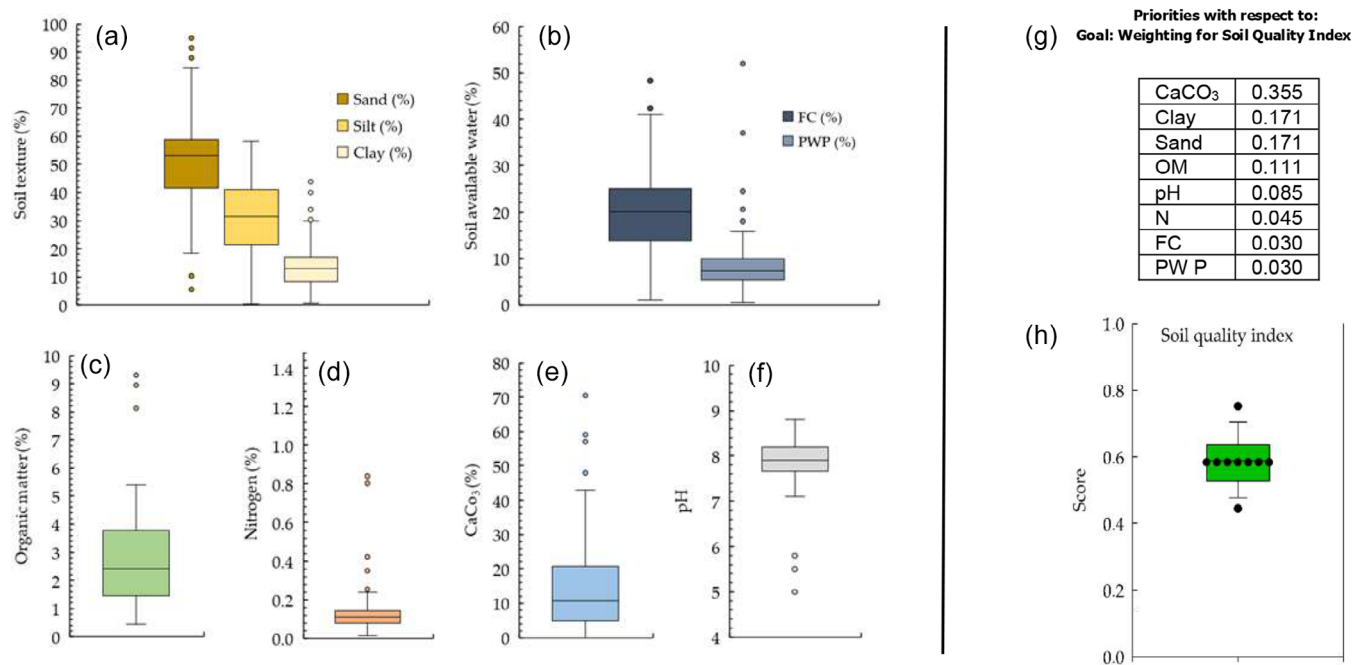 (a)
100
90
80
70
60
50
40
30
20
10
0
Soil texture (%)
Sand (%)
Silt (%)
Clay (%)
(b)
60
50
40
30
20
10
0
Soil available water (%)
FC (%)
PWP (%)
(g)
Priorities with respect to:
Goal: Weighting for Soil Quality Index
CaCO₃ 0.355
Clay 0.171
Sand 0.171
OM 0.111
pH 0.085
N 0.045
FC 0.030
PW P 0.030
(c)
10
9
8
7
6
5
4
3
2
1
0
Organic matter (%)
(d)
1.4
1.2
1.0
0.8
0.6
0.4
0.2
0.0
Nitrogen (%)
(e)
80
70
60
50
40
30
20
10
0
CaCo₃ (%)
(f)
10
9
8
7
6
5
4
pH
(h)
Soil quality index
1.0
0.8
0.6
0.4
0.2
0.0
Score